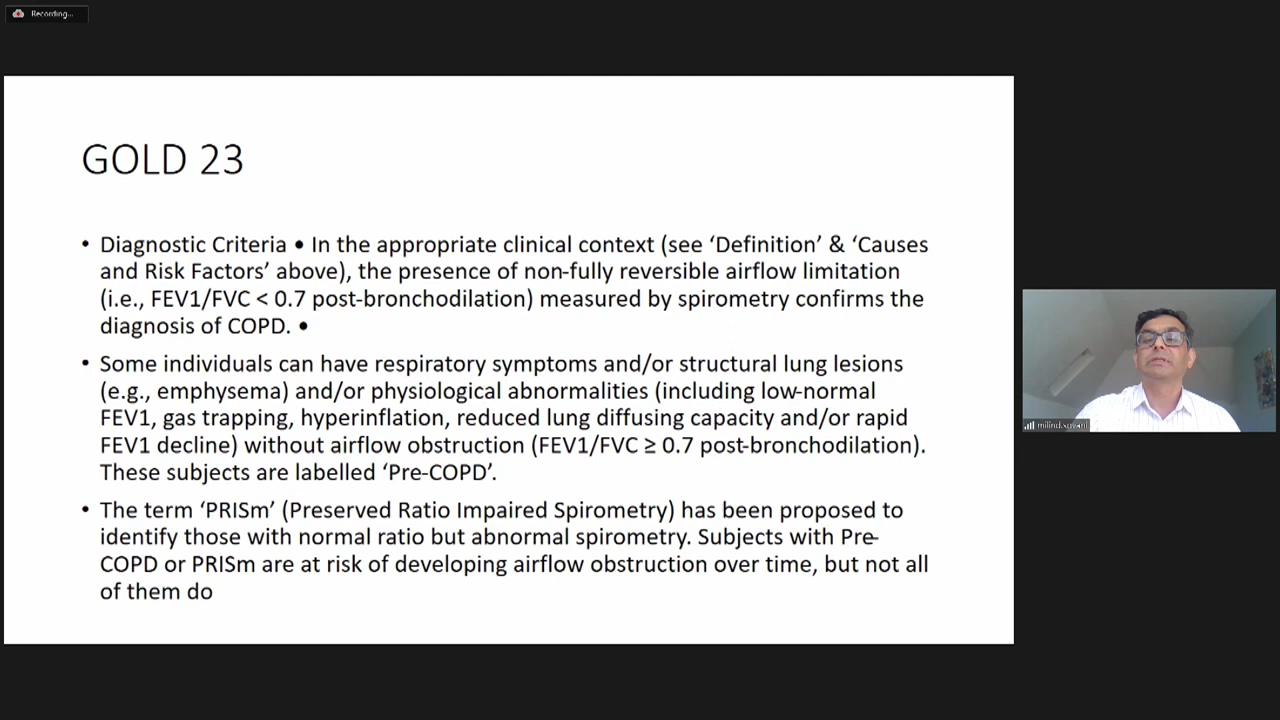 Recording...
GOLD 23
• Diagnostic Criteria • In the appropriate clinical context (see ‘Definition’ & ‘Causes
and Risk Factors’ above), the presence of non-fully reversible airflow limitation
(i.e., FEV1/FVC < 0.7 post-bronchodilation) measured by spirometry confirms the
diagnosis of COPD. •
• Some individuals can have respiratory symptoms and/or structural lung lesions
(e.g., emphysema) and/or physiological abnormalities (including low-normal
FEV1, gas trapping, hyperinflation, reduced lung diffusing capacity and/or rapid
FEV1 decline) without airflow obstruction (FEV1/FVC ≥ 0.7 post-bronchodilation).
These subjects are labelled ‘Pre-COPD’.
• The term ‘PRISm’ (Preserved Ratio Impaired Spirometry) has been proposed to
identify those with normal ratio but abnormal spirometry. Subjects with Pre-
COPD or PRISm are at risk of developing airflow obstruction over time, but not all
of them do